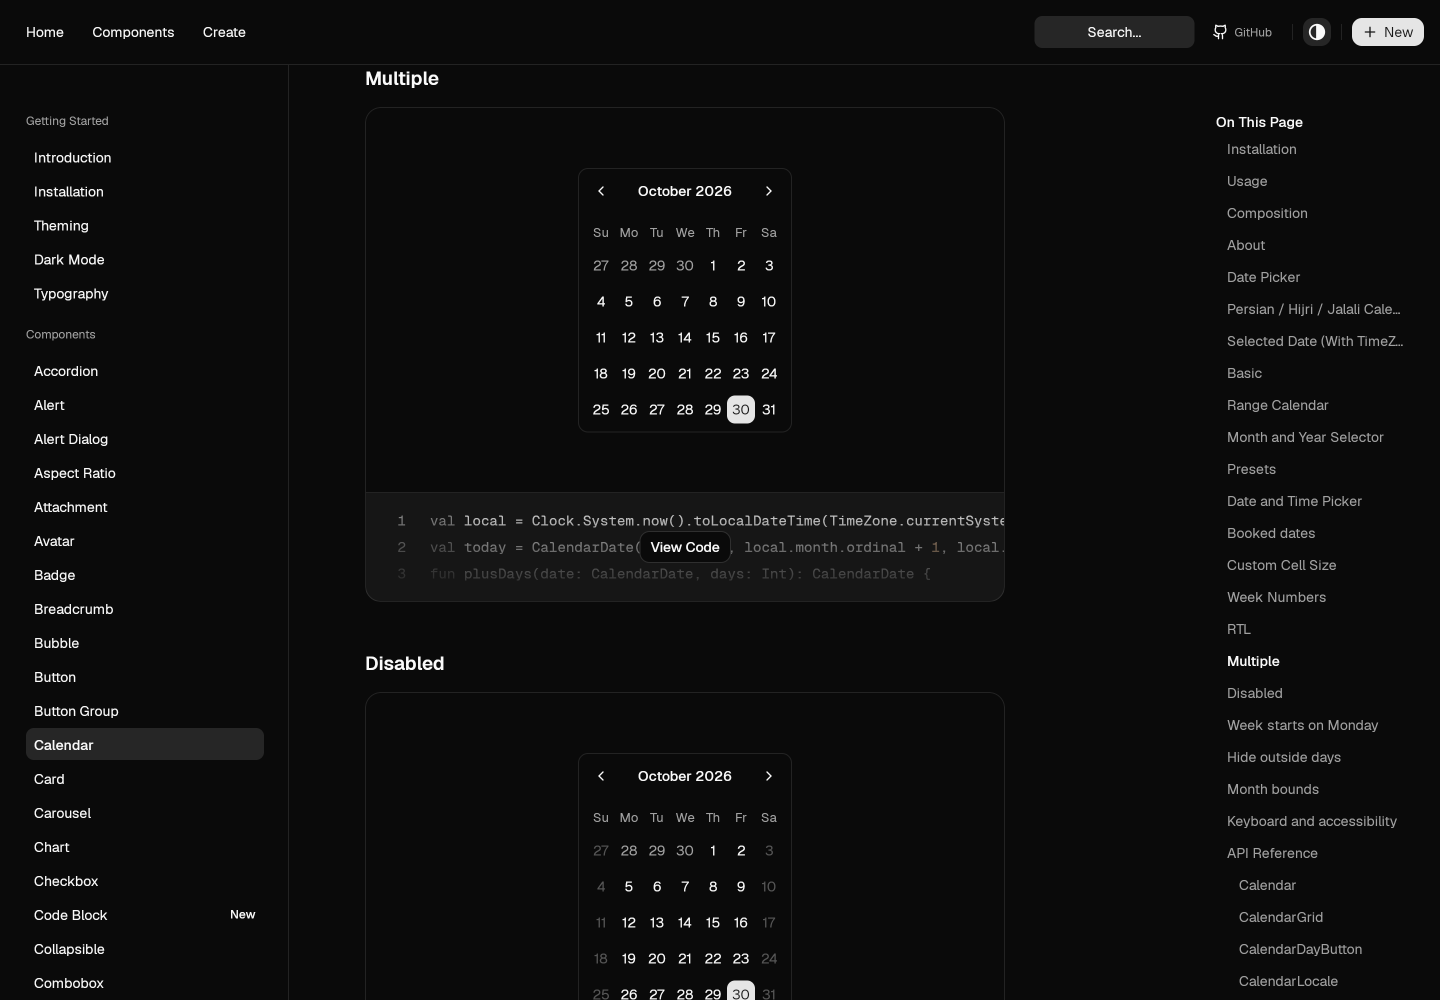 Home Components Create Search... GitHub New
Getting Started
Introduction
Installation
Theming
Dark Mode
Typography
Components
Accordion
Alert
Alert Dialog
Aspect Ratio
Attachment
Avatar
Badge
Breadcrumb
Bubble
Button
Button Group
Calendar
Card
Carousel
Chart
Checkbox
Code Block New
Collapsible
Combobox
Multiple
October 2026
Su Mo Tu We Th Fr Sa
27 28 29 30 1 2 3
4 5 6 7 8 9 10
11 12 13 14 15 16 17
18 19 20 21 22 23 24
25 26 27 28 29 30 31
1 val local = Clock.System.now().toLocalDateTime(TimeZone.currentSyste
2 val today = CalendarDate( , local.month.ordinal + 1, local.
View Code
3 fun plusDays(date: CalendarDate, days: Int): CalendarDate {
Disabled
October 2026
Su Mo Tu We Th Fr Sa
27 28 29 30 1 2 3
4 5 6 7 8 9 10
11 12 13 14 15 16 17
18 19 20 21 22 23 24
25 26 27 28 29 30 31
On This Page
Installation
Usage
Composition
About
Date Picker
Persian / Hijri / Jalali Cale...
Selected Date (With TimeZ...
Basic
Range Calendar
Month and Year Selector
Presets
Date and Time Picker
Booked dates
Custom Cell Size
Week Numbers
RTL
Multiple
Disabled
Week starts on Monday
Hide outside days
Month bounds
Keyboard and accessibility
API Reference
Calendar
CalendarGrid
CalendarDayButton
CalendarLocale